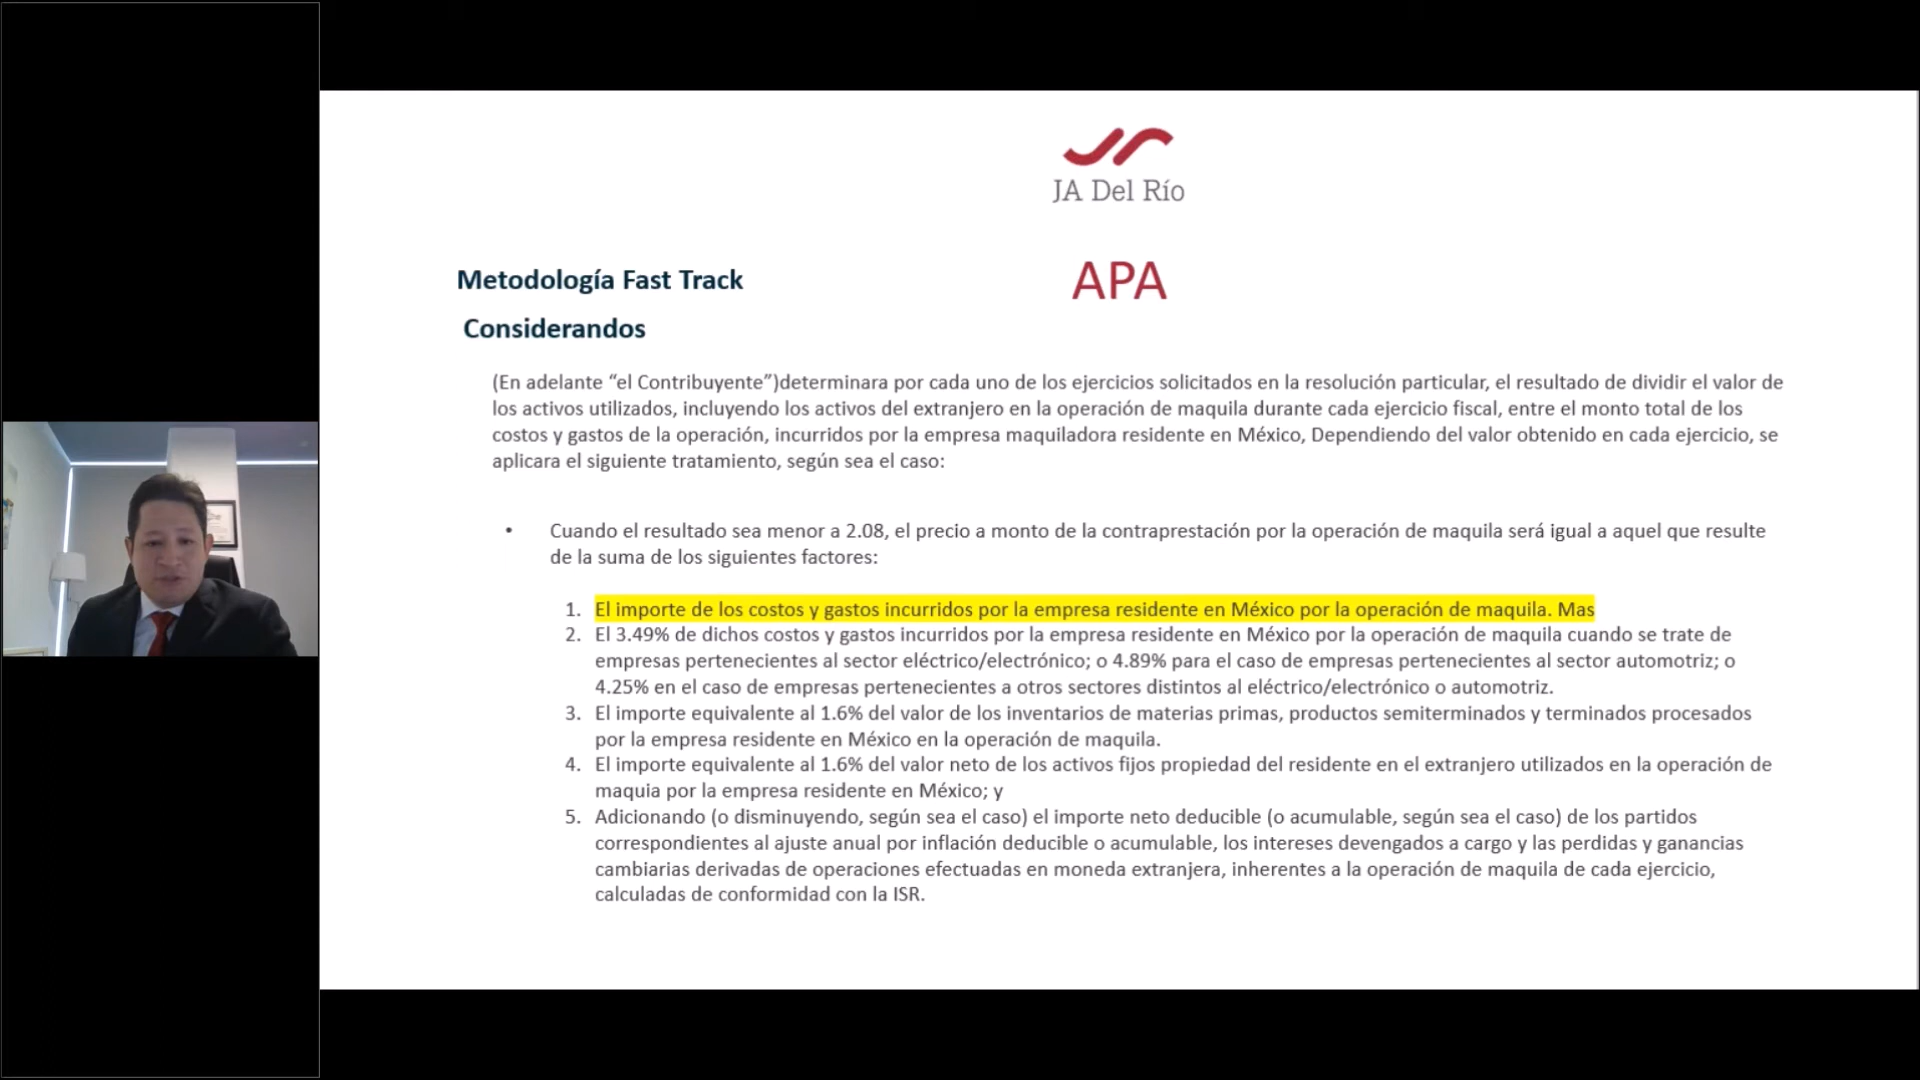 JA Del Río
Metodología Fast Track
APA
Considerandos
(En adelante “el Contribuyente”)determinara por cada uno de los ejercicios solicitados en la resolución particular, el resultado de dividir el valor de
los activos utilizados, incluyendo los activos del extranjero en la operación de maquila durante cada ejercicio fiscal, entre el monto total de los
costos y gastos de la operación, incurridos por la empresa maquiladora residente en México, Dependiendo del valor obtenido en cada ejercicio, se
aplicara el siguiente tratamiento, según sea el caso:
• Cuando el resultado sea menor a 2.08, el precio a monto de la contraprestación por la operación de maquila será igual a aquel que resulte
de la suma de los siguientes factores:
1. El importe de los costos y gastos incurridos por la empresa residente en México por la operación de maquila. Mas
2. El 3.49% de dichos costos y gastos incurridos por la empresa residente en México por la operación de maquila cuando se trate de
empresas pertenecientes al sector eléctrico/electrónico; o 4.89% para el caso de empresas pertenecientes al sector automotriz; o
4.25% en el caso de empresas pertenecientes a otros sectores distintos al eléctrico/electrónico o automotriz.
3. El importe equivalente al 1.6% del valor de los inventarios de materias primas, productos semiterminados y terminados procesados
por la empresa residente en México en la operación de maquila.
4. El importe equivalente al 1.6% del valor neto de los activos fijos propiedad del residente en el extranjero utilizados en la operación de
maquia por la empresa residente en México; y
5. Adicionando (o disminuyendo, según sea el caso) el importe neto deducible (o acumulable, según sea el caso) de los partidos
correspondientes al ajuste anual por inflación deducible o acumulable, los intereses devengados a cargo y las perdidas y ganancias
cambiarias derivadas de operaciones efectuadas en moneda extranjera, inherentes a la operación de maquila de cada ejercicio,
calculadas de conformidad con la ISR.